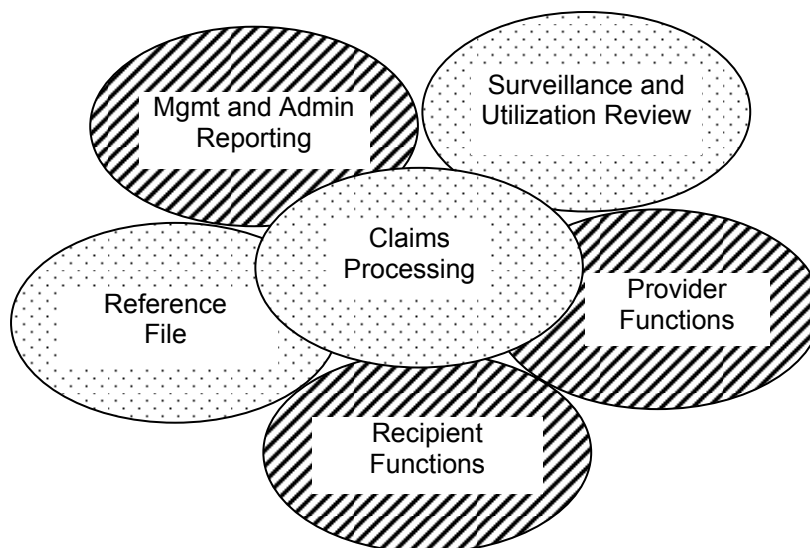 Mgmt and Admin
Reporting
Surveillance and
Utilization Review
Claims
Processing
Reference
File
Provider
Functions
Recipient
Functions